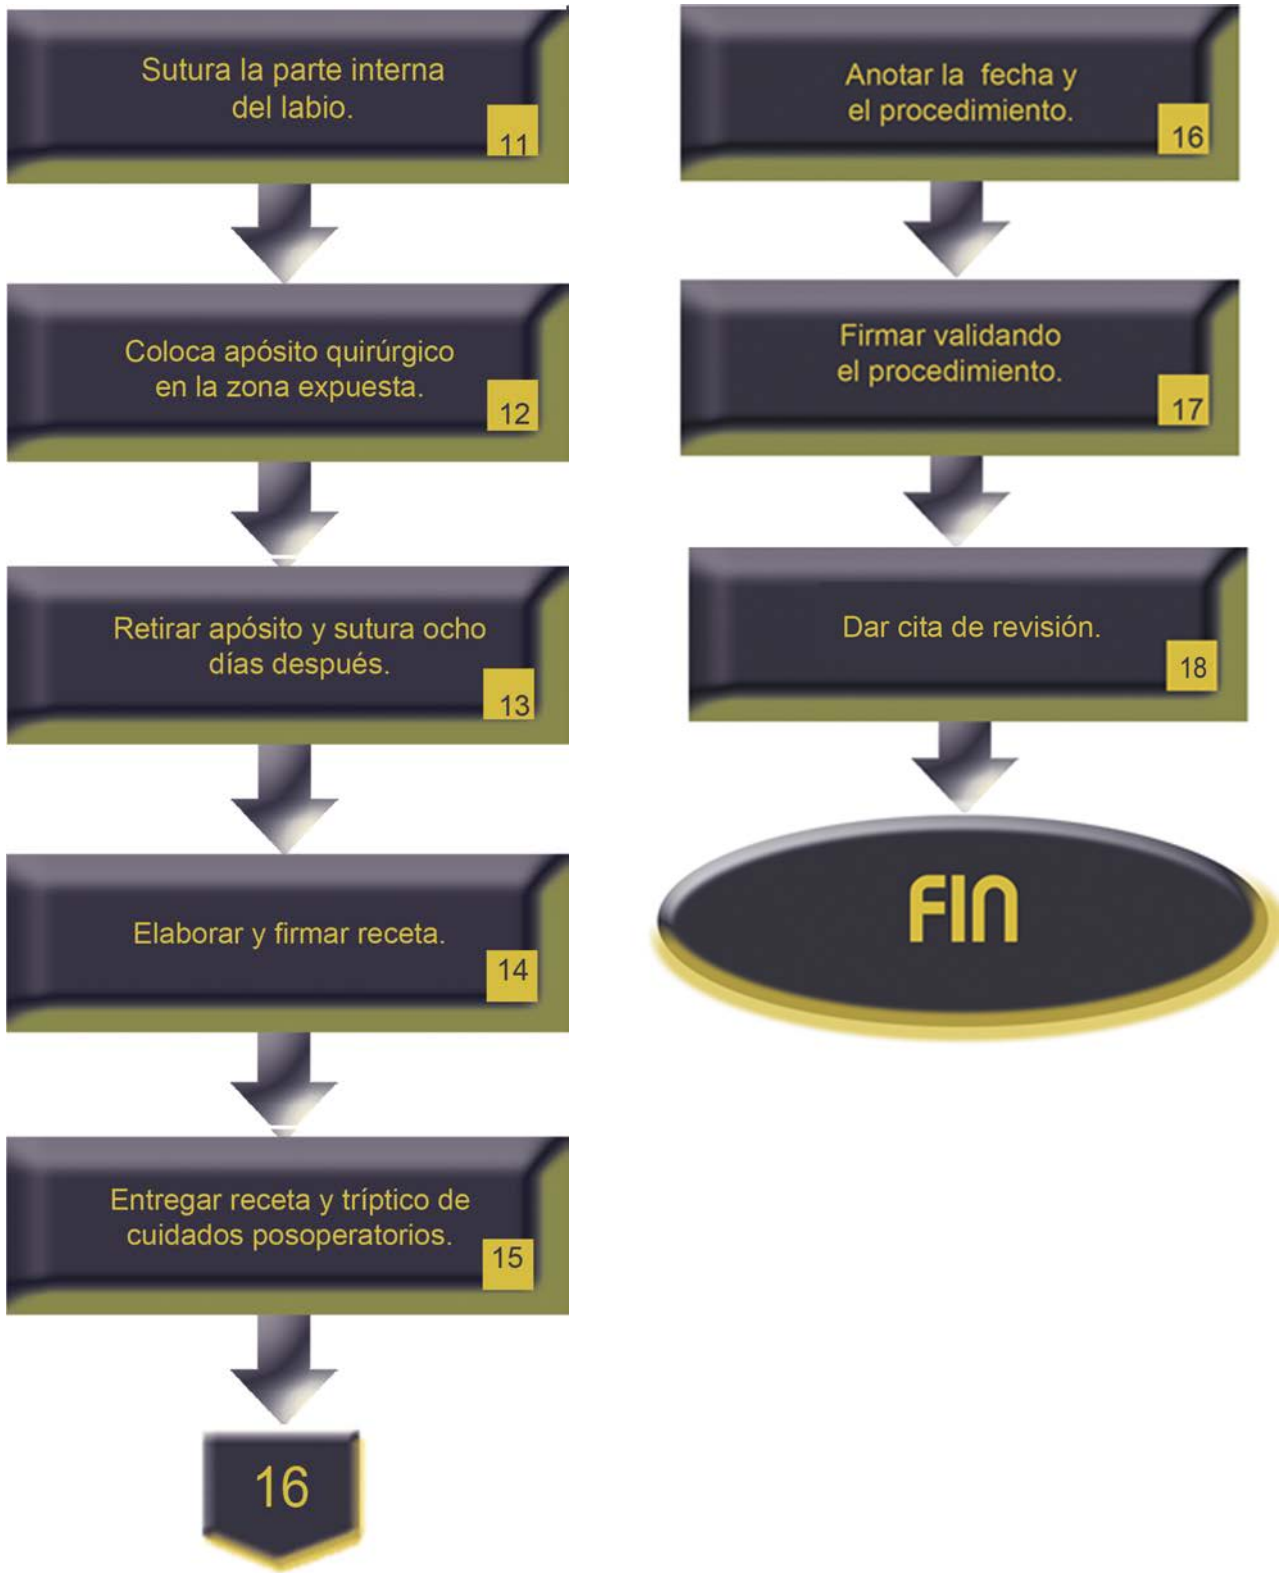 Sutura la parte interna
del labio.
11
Coloca apósito quirúrgico
en la zona expuesta.
12
Retirar apósito y sutura ocho
días después.
13
Elaborar y firmar receta.
14
Entregar receta y tríptico de
cuidados posoperatorios.
15
16
Anotar la fecha y
el procedimiento.
16
Firmar validando
el procedimiento.
17
Dar cita de revisión.
18
FIN